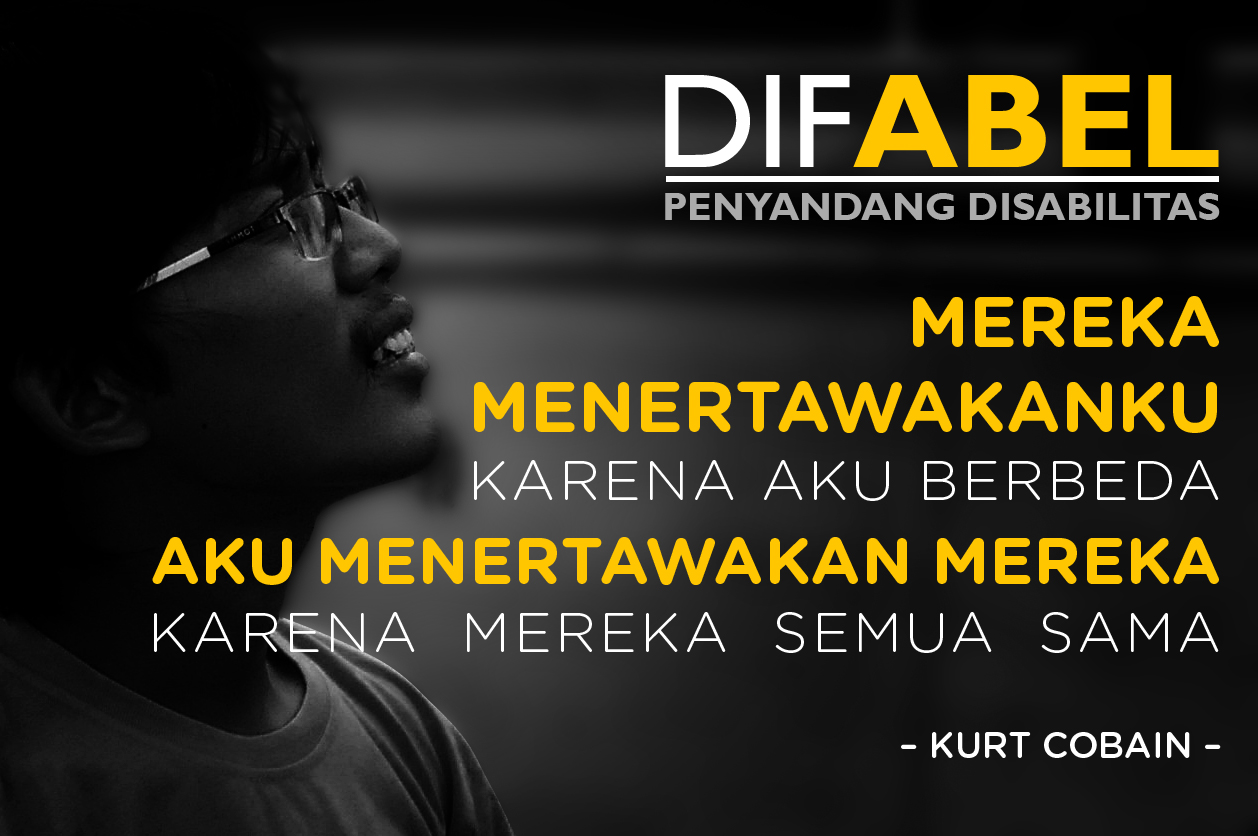 DIFABEL
PENYANDANG DISABILITAS
MEREKA
MENERTAWAKANKU
KARENA AKU BERBEDA
AKU MENERTAWAKAN MEREKA
KARENA MEREKA SEMUA SAMA
– KURT COBAIN –